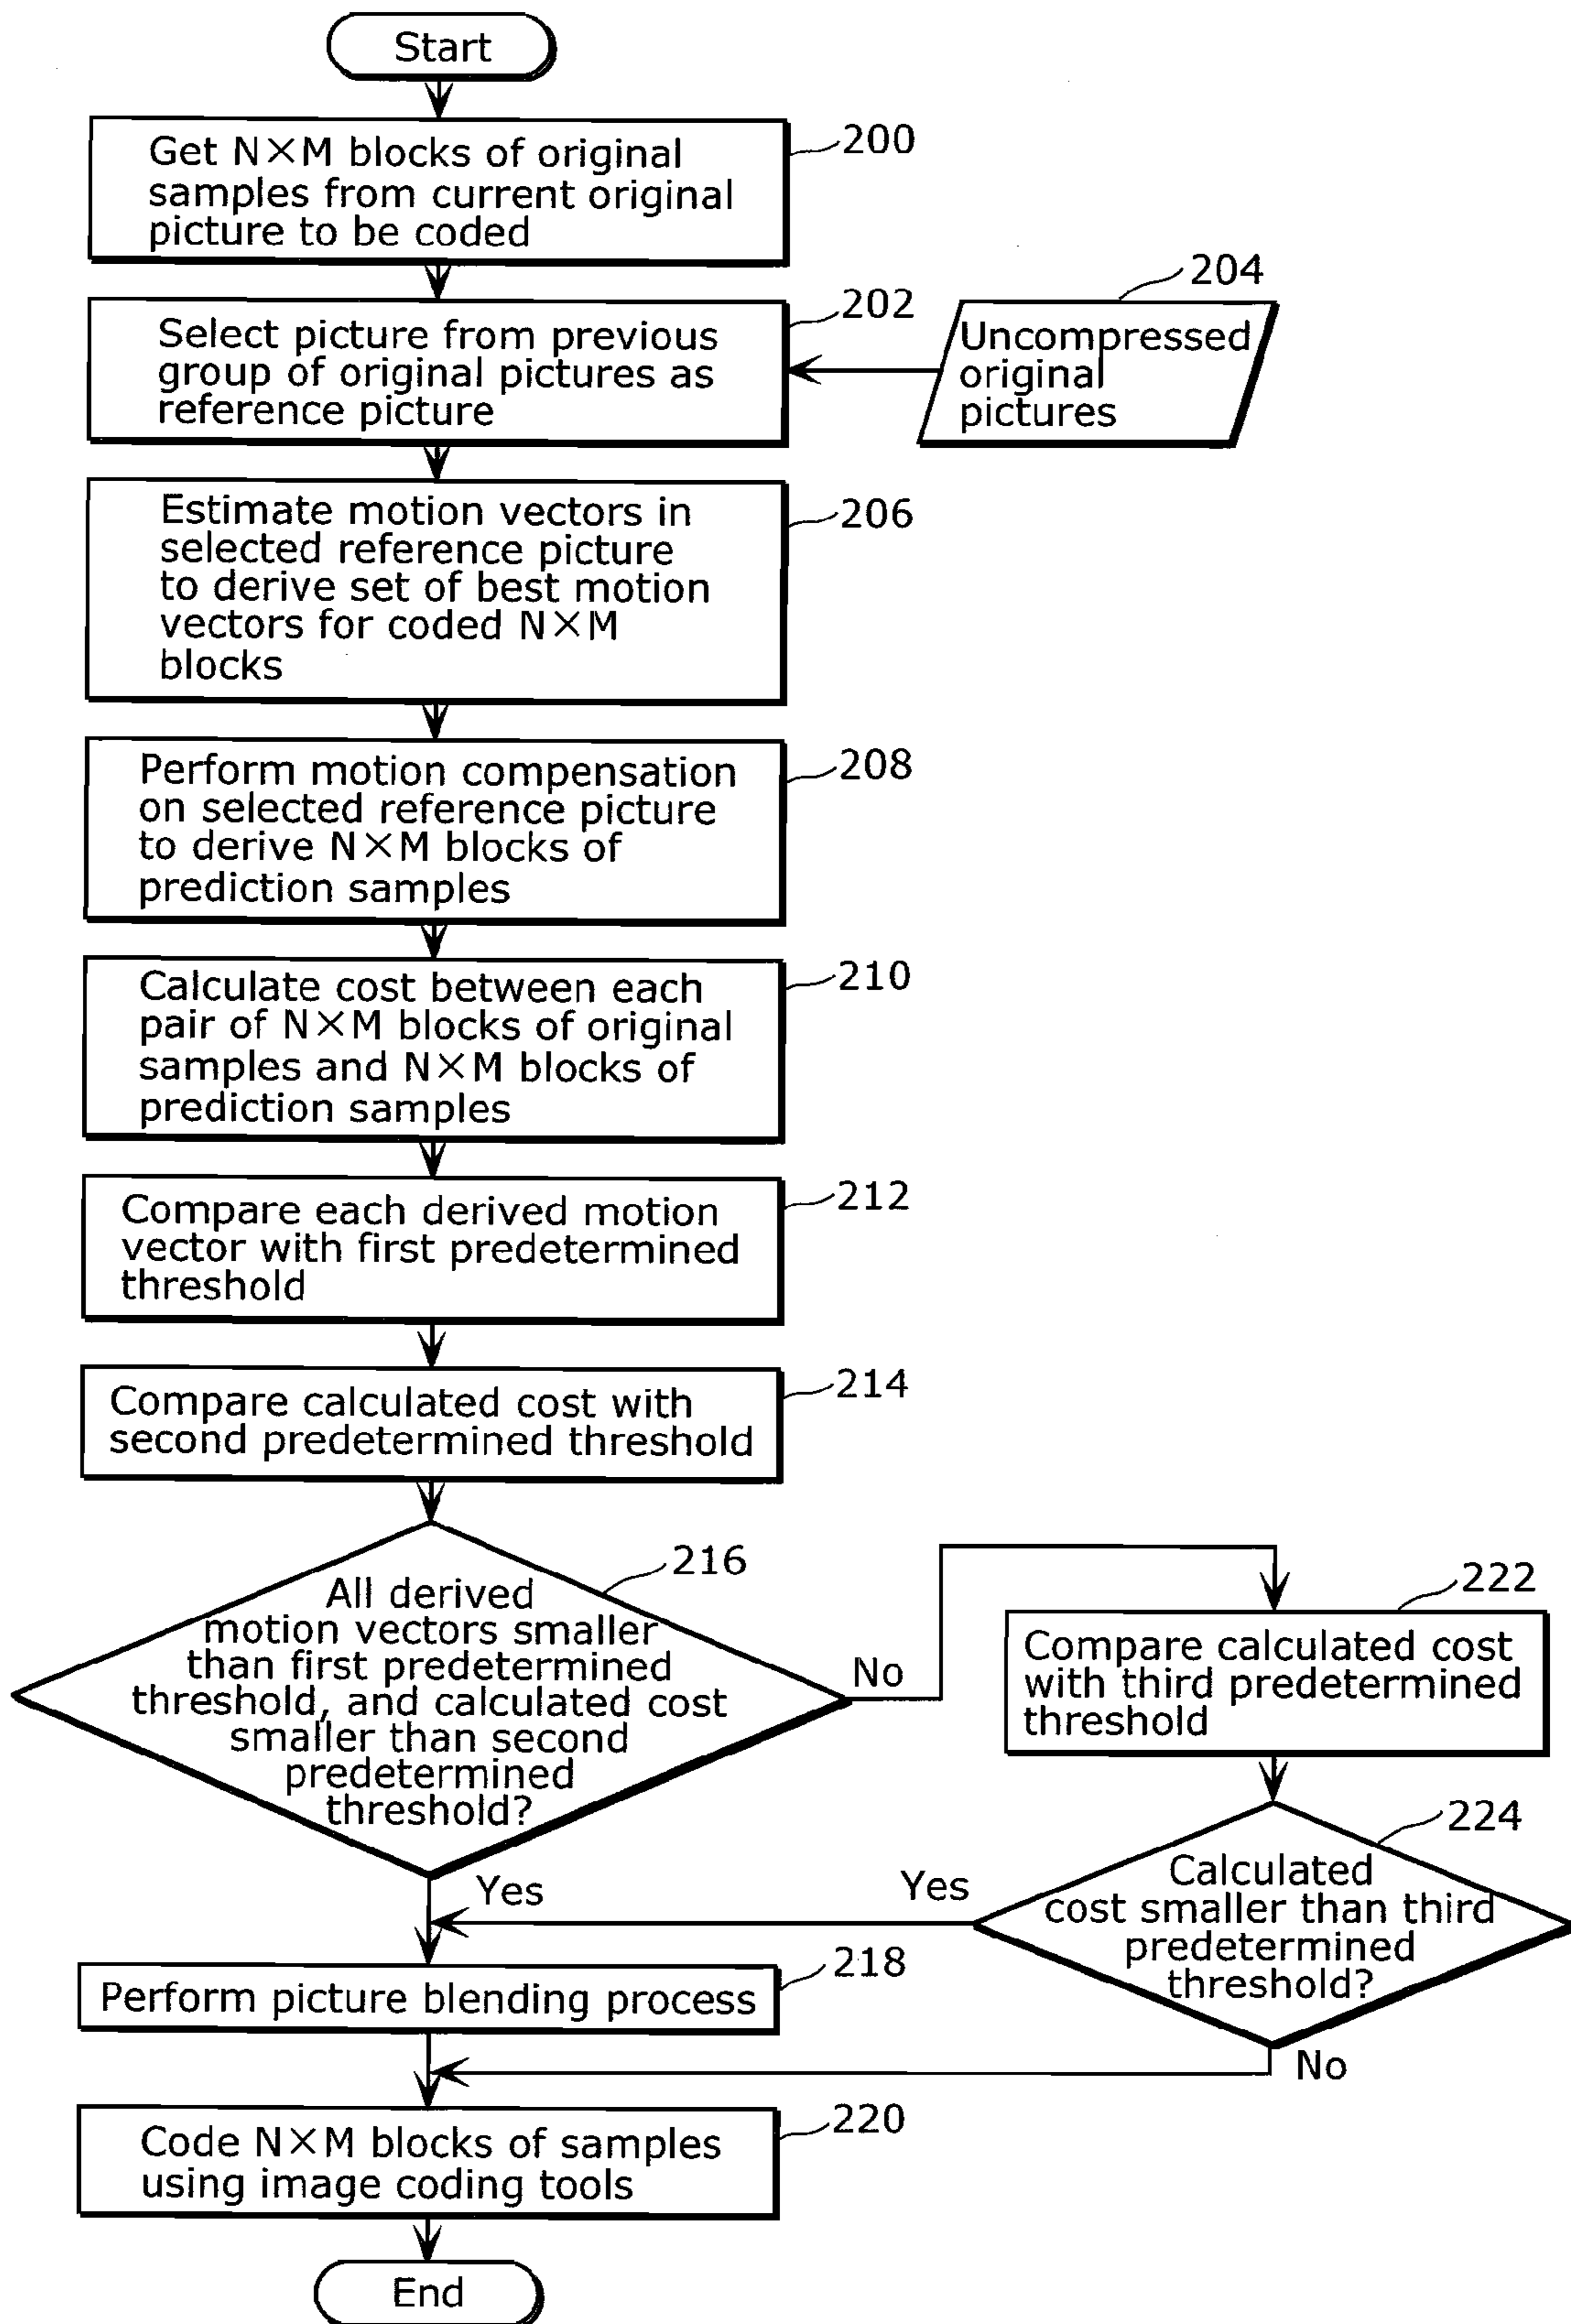 Start
Get N×M blocks of original
samples from current original
picture to be coded
200
Select picture from previous
group of original pictures as
reference picture
202
204
Uncompressed
original
pictures
Estimate motion vectors in
selected reference picture
to derive set of best motion
vectors for coded N×M
blocks
206
Perform motion compensation
on selected reference picture
to derive N×M blocks of
prediction samples
208
Calculate cost between each
pair of N×M blocks of original
samples and N×M blocks of
prediction samples
210
Compare each derived motion
vector with first predetermined
threshold
212
Compare calculated cost with
second predetermined threshold
214
All derived
motion vectors smaller
than first predetermined
threshold, and calculated cost
smaller than second
predetermined
threshold?
216
No
222
Compare calculated cost
with third predetermined
threshold
224
Calculated
cost smaller than third
predetermined
threshold?
Yes
Yes
No
Perform picture blending process
218
Code N×M blocks of samples
using image coding tools
220
End